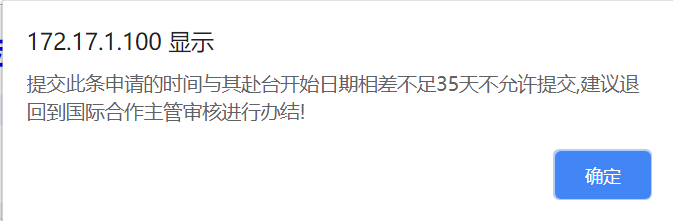 172.17.1.100 显示
提交此条申请的时间与其赴台开始日期相差不足35天不允许提交,建议退
回到国际合作主管审核进行办结!
确定